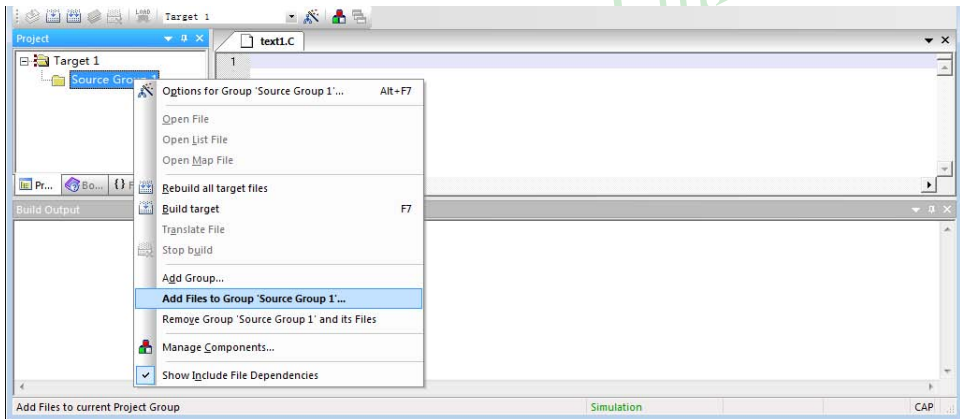 LOAD
Target 1
Project
text1.C
Target 1
1
Source Group 1
Options for Group 'Source Group 1'... Alt+F7
Open File
Open List File
Open Map File
Pr... Bo... {} F
Rebuild all target files
Build Output
Build target F7
Translate File
Stop build
Add Group...
Add Files to Group 'Source Group 1'...
Remove Group 'Source Group 1' and its Files
Manage Components...
Show Include File Dependencies
Add Files to current Project Group
Simulation
CAP